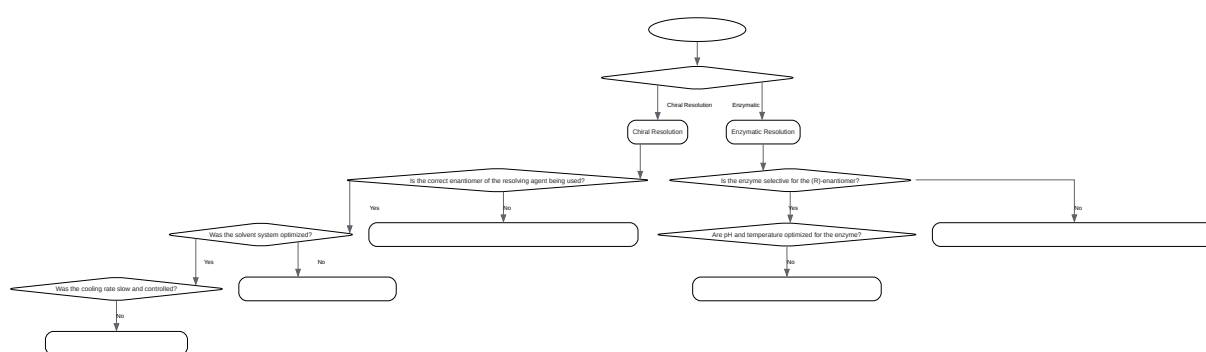 Chiral Resolution
Enzymatic
Chiral Resolution
Enzymatic Resolution
Is the correct enantiomer of the resolving agent being used?
Is the enzyme selective for the (R)-enantiomer?
Yes
No
Yes
No
Was the solvent system optimized?
Are pH and temperature optimized for the enzyme?
Yes
No
No
Was the cooling rate slow and controlled?
No